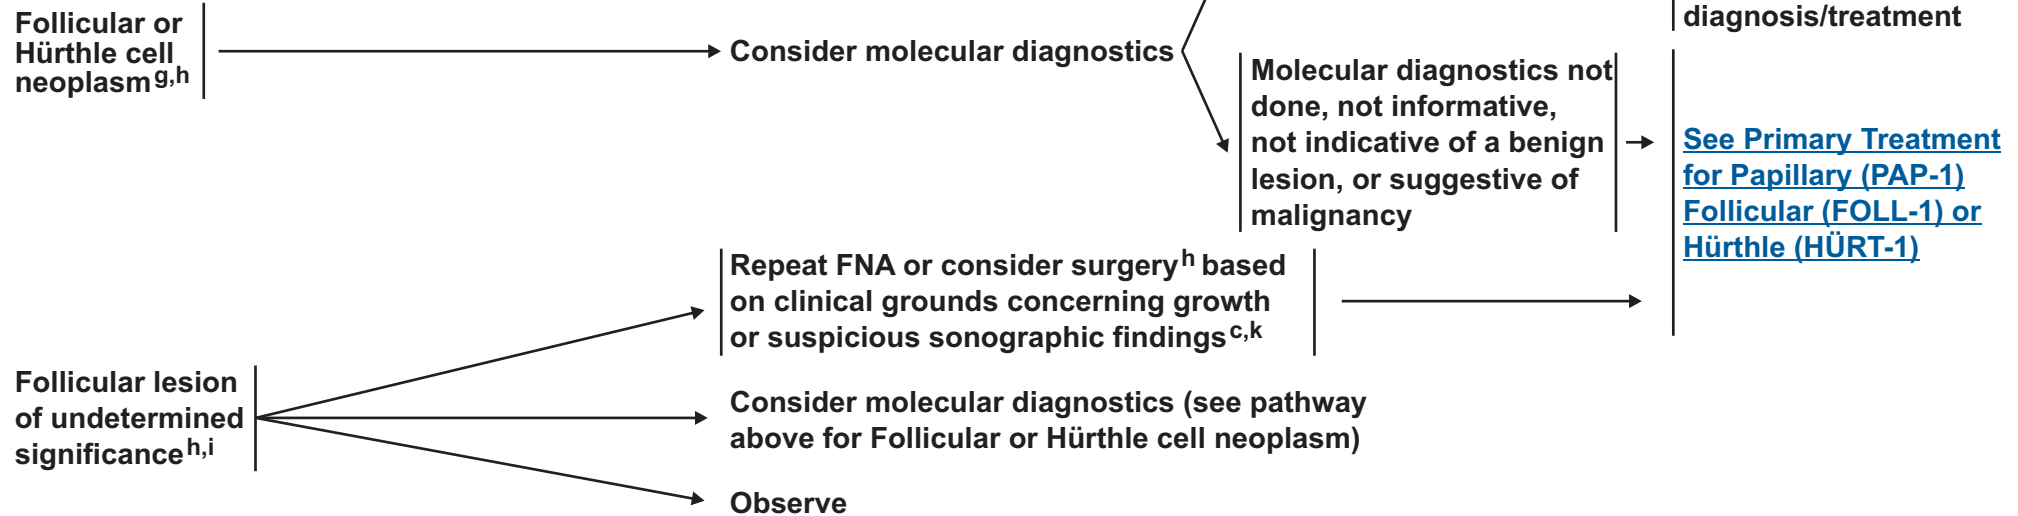 Follicular or
Hürthle cell
neoplasm g,h
Consider molecular diagnostics
diagnosis/treatment
Molecular diagnostics not
done, not informative,
not indicative of a benign
lesion, or suggestive of
malignancy
See Primary Treatment
for Papillary (PAP-1)
Follicular (FOLL-1) or
Hürthle (HÜRT-1)
Follicular lesion
of undetermined
significance h,i
Repeat FNA or consider surgery h based
on clinical grounds concerning growth
or suspicious sonographic findings c,k
Consider molecular diagnostics (see pathway
above for Follicular or Hürthle cell neoplasm)
Observe